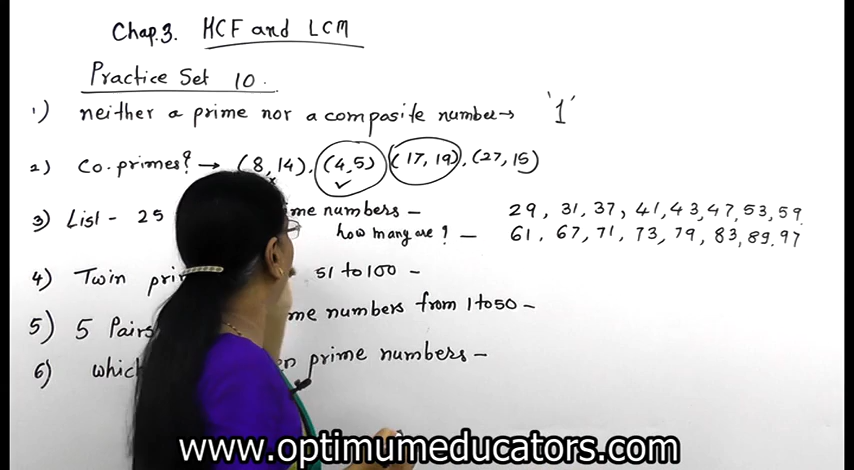 Chap.3. HCF and LCM
Practice Set 10.
1) neither a prime nor a composite number → '1'
2) Co-primes? → (8,14), (4,5) ✓, (17,19), (27,15)
3) List - 25 me numbers - 29, 31, 37, 41, 43, 47, 53, 59
how many are? - 61, 67, 71, 73, 79, 83, 89, 97
4) Twin pri 51 to 100 -
5) 5 Pairs me numbers from 1 to 50 -
6) which prime numbers -
www.optimumeducators.com